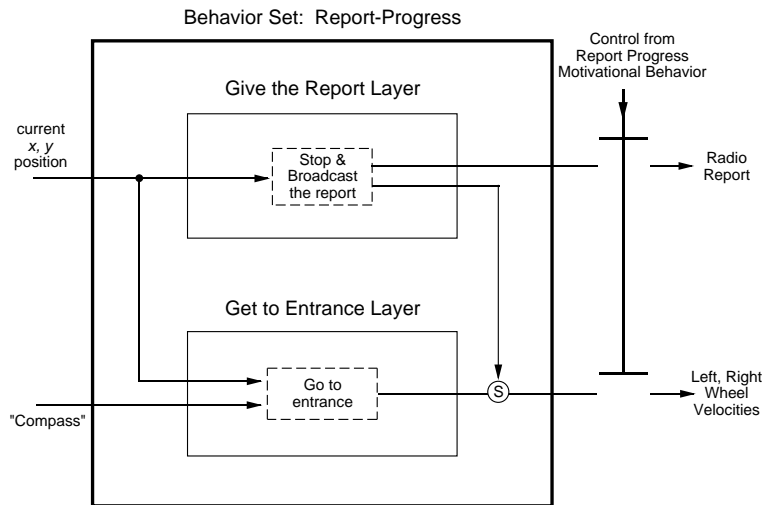 Behavior Set: Report-Progress
Control from
Report Progress
Motivational Behavior
Give the Report Layer
current
x, y
position
Stop &
Broadcast
the report
Radio
Report
Get to Entrance Layer
Go to
entrance
S
Left, Right
Wheel
Velocities
"Compass"